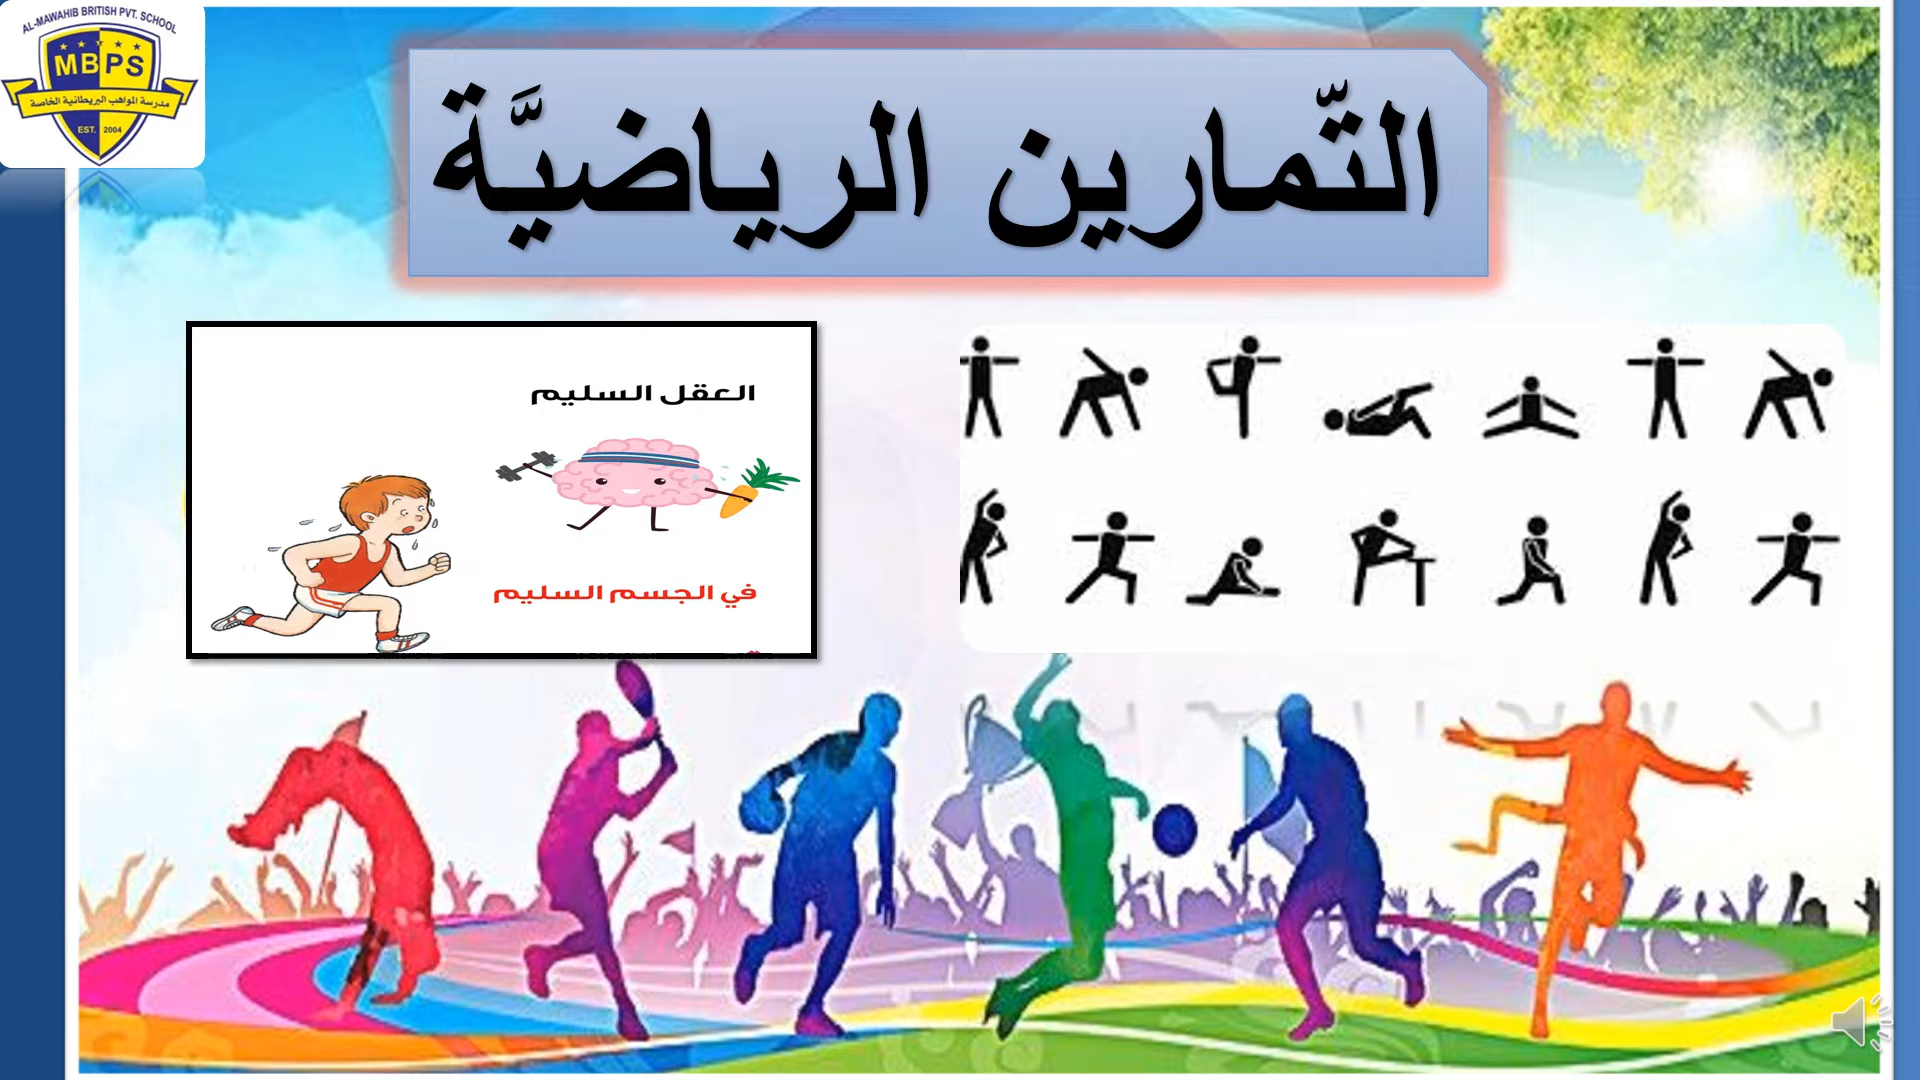 AL-MAWAHIB BRITISH PVT. SCHOOL
MBPS
مدرسة المواهب البريطانية الخاصة
EST. 2004
التّمارين الرياضيَّة
العقل السليم
في الجسم السليم